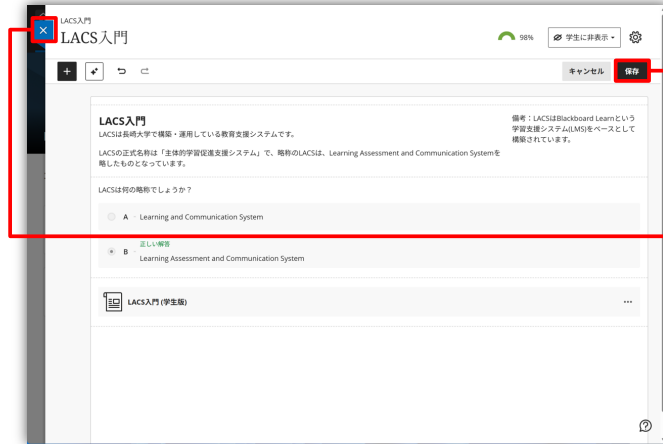 LACS入門
LACS入門
98%
学生に非表示
キャンセル
保存
LACS入門
LACSは長崎大学で構築・運用している教育支援システムです。
LACSの正式名称は「主体的学習促進支援システム」で、略称のLACSは、Learning Assessment and Communication Systemを
略したものとなっています。
備考：LACSはBlackboard Learnという
学習支援システム(LMS)をベースとして
構築されています。
LACSは何の略称でしょうか？
A
Learning and Communication System
正しい解答
B
Learning Assessment and Communication System
LACS入門 (学生版)